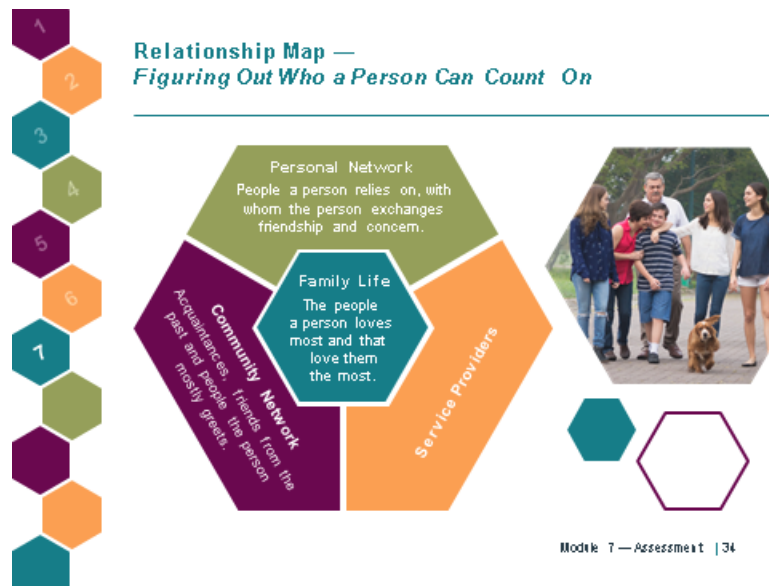 Relationship Map —
Figuring Out Who a Person Can Count On
1
2
3
4
5
6
7
Personal Network
People a person relies on, with
whom the person exchanges
friendship and concern.
Family Life
The people
a person loves
most and that
love them
the most.
Community Network
Acquaintances, friends from the
past and people the person
mostly greets.
Service Providers
Module 7 — Assessment | 34